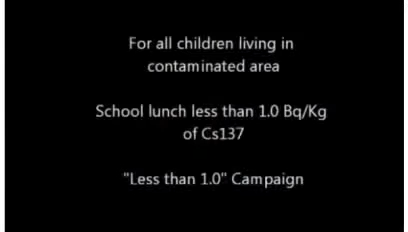 For all children living in
contaminated area
School lunch less than 1.0 Bq/Kg
of Cs137
"Less than 1.0" Campaign